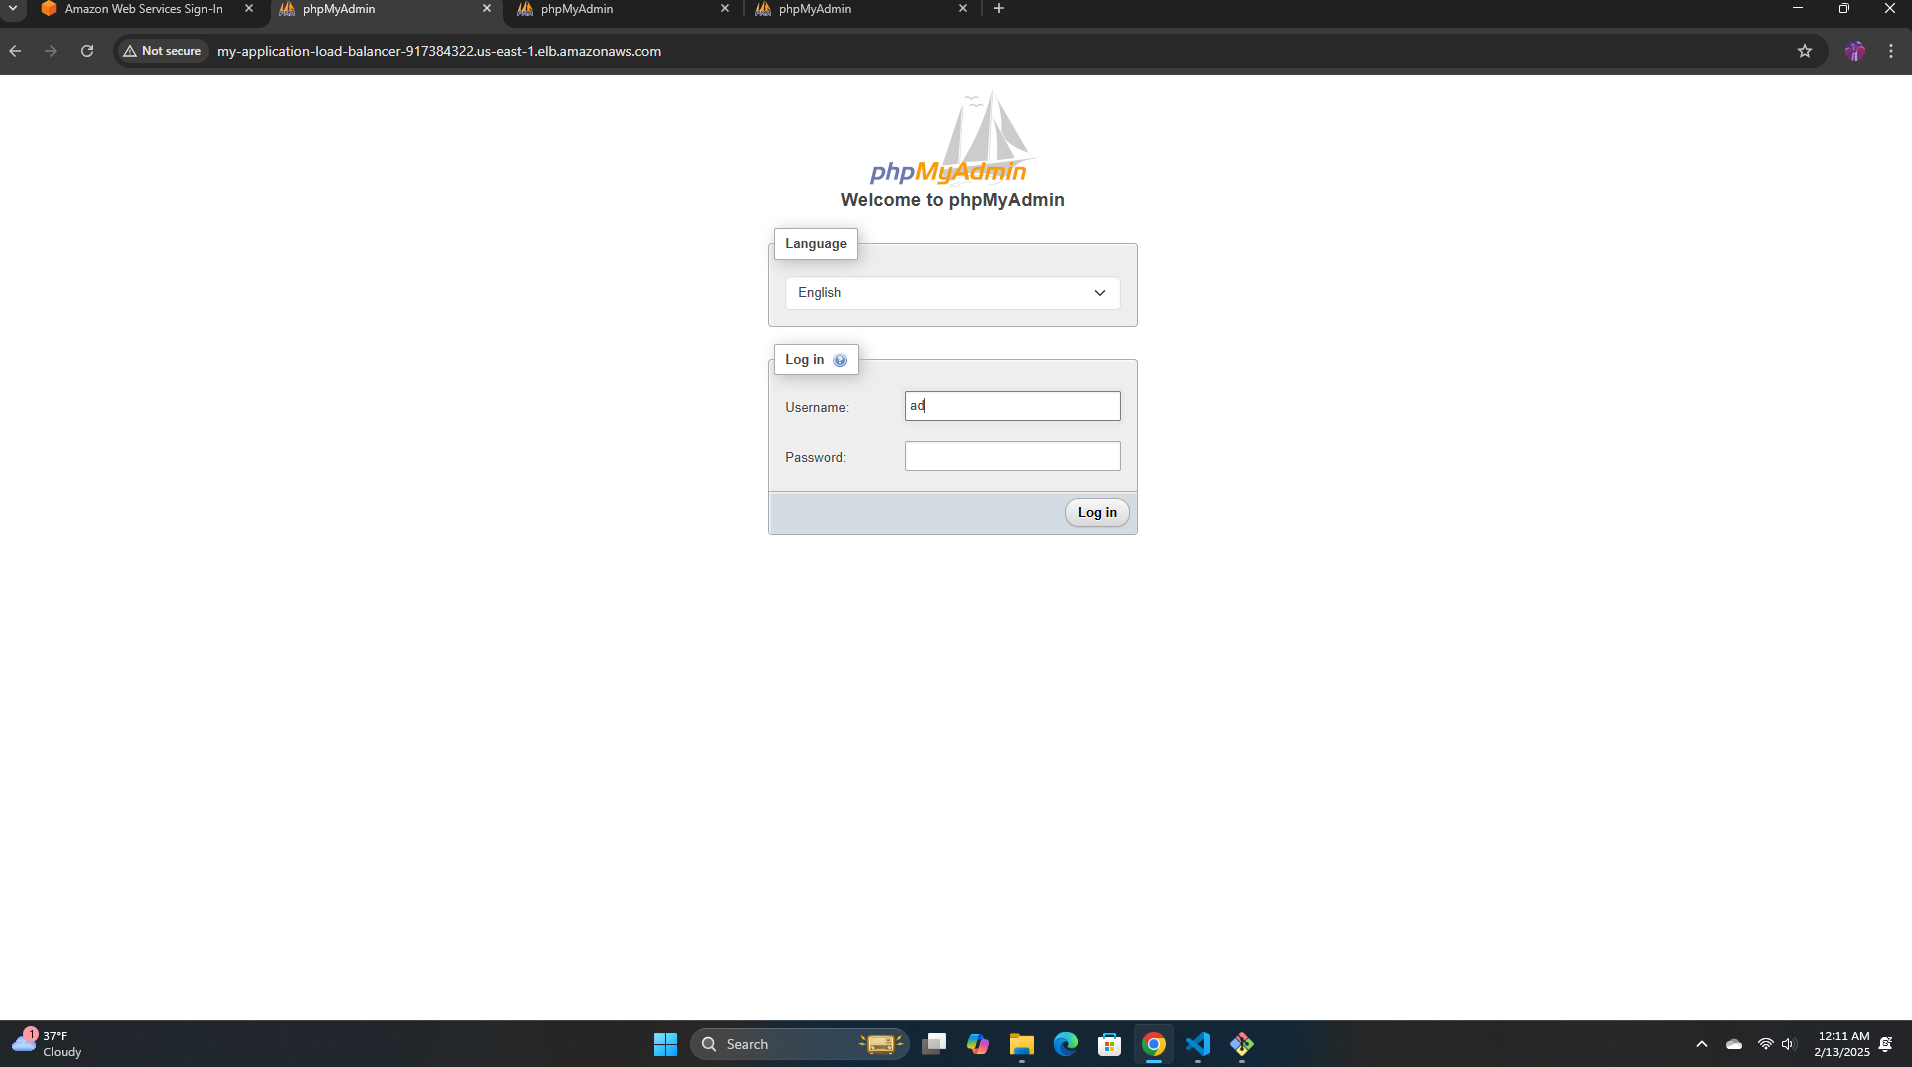 Amazon Web Services Sign-In
phpMyAdmin
phpMyAdmin
phpMyAdmin
Not secure
my-application-load-balancer-917384322.us-east-1.elb.amazonaws.com
phpMyAdmin
Welcome to phpMyAdmin
Language
English
Log in
Username:
ad
Password:
Log in
1
37°F
Cloudy
Search
12:11 AM
2/13/2025